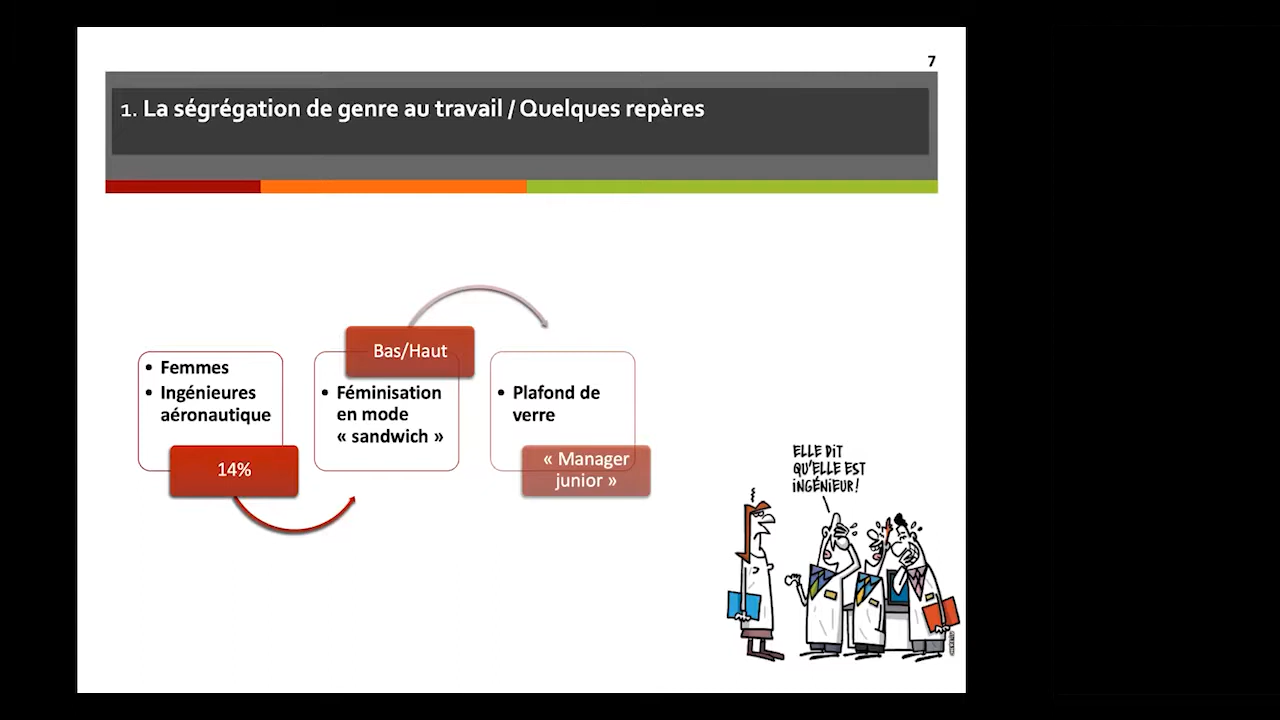 7
1. La ségrégation de genre au travail / Quelques repères
• Femmes
• Ingénieures
aéronautique
14%
Bas/Haut
• Féminisation
en mode
« sandwich »
• Plafond de
verre
« Manager
junior »
ELLE DIT
QU'ELLE EST
INGÉNIEUR!